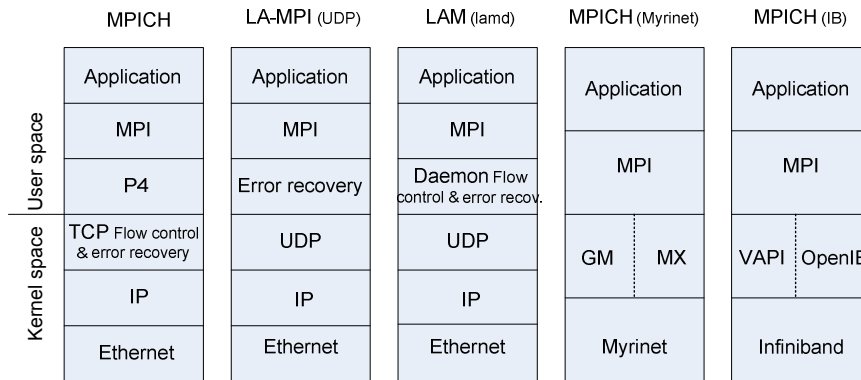 MPICH
LA-MPI (UDP)
LAM (lamd)
MPICH (Myrinet)
MPICH (IB)
User space
Kernel space
Application
MPI
P4
TCP Flow control
& error recovery
IP
Ethernet
Application
MPI
Error recovery
UDP
IP
Ethernet
Application
MPI
Daemon Flow
control & error recov.
UDP
IP
Ethernet
Application
MPI
GM
MX
Myrinet
Application
MPI
VAPI
OpenIB
Infiniband